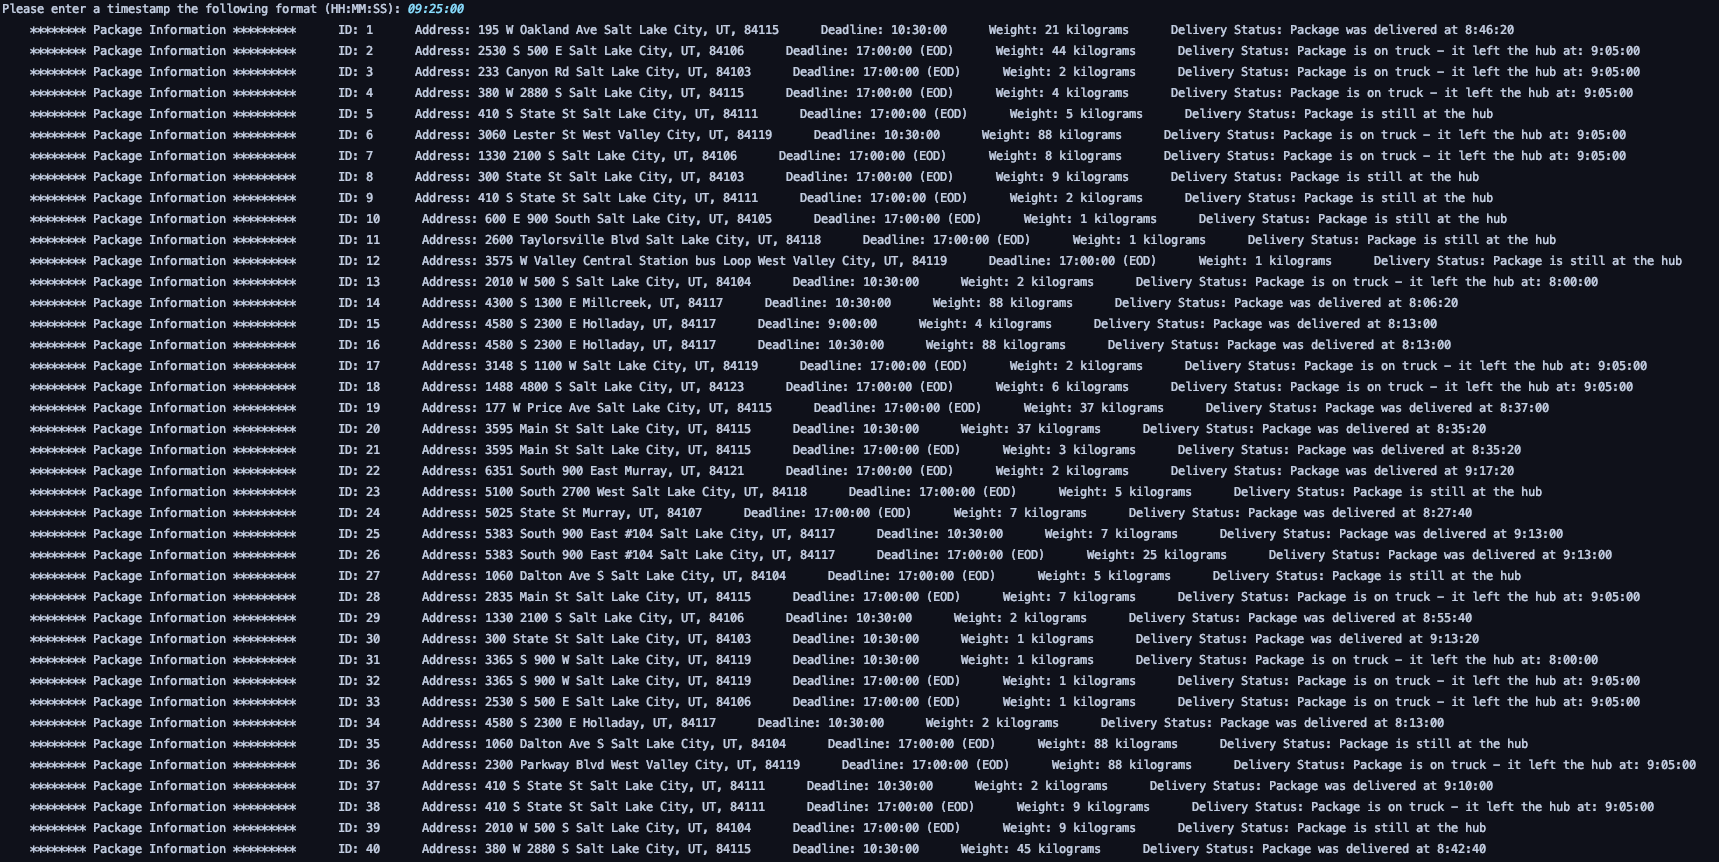 Please enter a timestamp the following format (HH:MM:SS): 09:25:00
******** Package Information ********* ID: 1 Address: 195 W Oakland Ave Salt Lake City, UT, 84115 Deadline: 10:30:00 Weight: 21 kilograms Delivery Status: Package was delivered at 8:46:20
******** Package Information ********* ID: 2 Address: 2530 S 500 E Salt Lake City, UT, 84106 Deadline: 17:00:00 (EOD) Weight: 44 kilograms Delivery Status: Package is on truck – it left the hub at: 9:05:00
******** Package Information ********* ID: 3 Address: 233 Canyon Rd Salt Lake City, UT, 84103 Deadline: 17:00:00 (EOD) Weight: 2 kilograms Delivery Status: Package is on truck – it left the hub at: 9:05:00
******** Package Information ********* ID: 4 Address: 380 W 2880 S Salt Lake City, UT, 84115 Deadline: 17:00:00 (EOD) Weight: 4 kilograms Delivery Status: Package is on truck – it left the hub at: 9:05:00
******** Package Information ********* ID: 5 Address: 410 S State St Salt Lake City, UT, 84111 Deadline: 17:00:00 (EOD) Weight: 5 kilograms Delivery Status: Package is still at the hub
******** Package Information ********* ID: 6 Address: 3060 Lester St West Valley City, UT, 84119 Deadline: 10:30:00 Weight: 88 kilograms Delivery Status: Package is on truck – it left the hub at: 9:05:00
******** Package Information ********* ID: 7 Address: 1330 2100 S Salt Lake City, UT, 84106 Deadline: 17:00:00 (EOD) Weight: 8 kilograms Delivery Status: Package is on truck – it left the hub at: 9:05:00
******** Package Information ********* ID: 8 Address: 300 State St Salt Lake City, UT, 84103 Deadline: 17:00:00 (EOD) Weight: 9 kilograms Delivery Status: Package is still at the hub
******** Package Information ********* ID: 9 Address: 410 S State St Salt Lake City, UT, 84111 Deadline: 17:00:00 (EOD) Weight: 2 kilograms Delivery Status: Package is still at the hub
******** Package Information ********* ID: 10 Address: 600 E 900 South Salt Lake City, UT, 84105 Deadline: 17:00:00 (EOD) Weight: 1 kilograms Delivery Status: Package is still at the hub
******** Package Information ********* ID: 11 Address: 2600 Taylorsville Blvd Salt Lake City, UT, 84118 Deadline: 17:00:00 (EOD) Weight: 1 kilograms Delivery Status: Package is still at the hub
******** Package Information ********* ID: 12 Address: 3575 W Valley Central Station bus Loop West Valley City, UT, 84119 Deadline: 17:00:00 (EOD) Weight: 1 kilograms Delivery Status: Package is still at the hub
******** Package Information ********* ID: 13 Address: 2010 W 500 S Salt Lake City, UT, 84104 Deadline: 10:30:00 Weight: 2 kilograms Delivery Status: Package is on truck – it left the hub at: 8:00:00
******** Package Information ********* ID: 14 Address: 4300 S 1300 E Millcreek, UT, 84117 Deadline: 10:30:00 Weight: 88 kilograms Delivery Status: Package was delivered at 8:06:20
******** Package Information ********* ID: 15 Address: 4580 S 2300 E Holladay, UT, 84117 Deadline: 9:00:00 Weight: 4 kilograms Delivery Status: Package was delivered at 8:13:00
******** Package Information ********* ID: 16 Address: 4580 S 2300 E Holladay, UT, 84117 Deadline: 10:30:00 Weight: 88 kilograms Delivery Status: Package was delivered at 8:13:00
******** Package Information ********* ID: 17 Address: 3148 S 1100 W Salt Lake City, UT, 84119 Deadline: 17:00:00 (EOD) Weight: 2 kilograms Delivery Status: Package is on truck – it left the hub at: 9:05:00
******** Package Information ********* ID: 18 Address: 1488 4800 S Salt Lake City, UT, 84123 Deadline: 17:00:00 (EOD) Weight: 6 kilograms Delivery Status: Package is on truck – it left the hub at: 9:05:00
******** Package Information ********* ID: 19 Address: 177 W Price Ave Salt Lake City, UT, 84115 Deadline: 17:00:00 (EOD) Weight: 37 kilograms Delivery Status: Package was delivered at 8:37:00
******** Package Information ********* ID: 20 Address: 3595 Main St Salt Lake City, UT, 84115 Deadline: 10:30:00 Weight: 37 kilograms Delivery Status: Package was delivered at 8:35:20
******** Package Information ********* ID: 21 Address: 3595 Main St Salt Lake City, UT, 84115 Deadline: 17:00:00 (EOD) Weight: 3 kilograms Delivery Status: Package was delivered at 8:35:20
******** Package Information ********* ID: 22 Address: 6351 South 900 East Murray, UT, 84121 Deadline: 17:00:00 (EOD) Weight: 2 kilograms Delivery Status: Package was delivered at 9:17:20
******** Package Information ********* ID: 23 Address: 5100 South 2700 West Salt Lake City, UT, 84118 Deadline: 17:00:00 (EOD) Weight: 5 kilograms Delivery Status: Package is still at the hub
******** Package Information ********* ID: 24 Address: 5025 State St Murray, UT, 84107 Deadline: 17:00:00 (EOD) Weight: 7 kilograms Delivery Status: Package was delivered at 8:27:40
******** Package Information ********* ID: 25 Address: 5383 South 900 East #104 Salt Lake City, UT, 84117 Deadline: 10:30:00 Weight: 7 kilograms Delivery Status: Package was delivered at 9:13:00
******** Package Information ********* ID: 26 Address: 5383 South 900 East #104 Salt Lake City, UT, 84117 Deadline: 17:00:00 (EOD) Weight: 25 kilograms Delivery Status: Package was delivered at 9:13:00
******** Package Information ********* ID: 27 Address: 1060 Dalton Ave S Salt Lake City, UT, 84104 Deadline: 17:00:00 (EOD) Weight: 5 kilograms Delivery Status: Package is still at the hub
******** Package Information ********* ID: 28 Address: 2835 Main St Salt Lake City, UT, 84115 Deadline: 17:00:00 (EOD) Weight: 7 kilograms Delivery Status: Package is on truck – it left the hub at: 9:05:00
******** Package Information ********* ID: 29 Address: 1330 2100 S Salt Lake City, UT, 84106 Deadline: 10:30:00 Weight: 2 kilograms Delivery Status: Package was delivered at 8:55:40
******** Package Information ********* ID: 30 Address: 300 State St Salt Lake City, UT, 84103 Deadline: 10:30:00 Weight: 1 kilograms Delivery Status: Package was delivered at 9:13:20
******** Package Information ********* ID: 31 Address: 3365 S 900 W Salt Lake City, UT, 84119 Deadline: 10:30:00 Weight: 1 kilograms Delivery Status: Package is on truck – it left the hub at: 8:00:00
******** Package Information ********* ID: 32 Address: 3365 S 900 W Salt Lake City, UT, 84119 Deadline: 17:00:00 (EOD) Weight: 1 kilograms Delivery Status: Package is on truck – it left the hub at: 9:05:00
******** Package Information ********* ID: 33 Address: 2530 S 500 E Salt Lake City, UT, 84106 Deadline: 17:00:00 (EOD) Weight: 1 kilograms Delivery Status: Package is on truck – it left the hub at: 9:05:00
******** Package Information ********* ID: 34 Address: 4580 S 2300 E Holladay, UT, 84117 Deadline: 10:30:00 Weight: 2 kilograms Delivery Status: Package was delivered at 8:13:00
******** Package Information ********* ID: 35 Address: 1060 Dalton Ave S Salt Lake City, UT, 84104 Deadline: 17:00:00 (EOD) Weight: 88 kilograms Delivery Status: Package is still at the hub
******** Package Information ********* ID: 36 Address: 2300 Parkway Blvd West Valley City, UT, 84119 Deadline: 17:00:00 (EOD) Weight: 88 kilograms Delivery Status: Package is on truck – it left the hub at: 9:05:00
******** Package Information ********* ID: 37 Address: 410 S State St Salt Lake City, UT, 84111 Deadline: 10:30:00 Weight: 2 kilograms Delivery Status: Package was delivered at 9:10:00
******** Package Information ********* ID: 38 Address: 410 S State St Salt Lake City, UT, 84111 Deadline: 17:00:00 (EOD) Weight: 9 kilograms Delivery Status: Package is on truck – it left the hub at: 9:05:00
******** Package Information ********* ID: 39 Address: 2010 W 500 S Salt Lake City, UT, 84104 Deadline: 17:00:00 (EOD) Weight: 9 kilograms Delivery Status: Package is still at the hub
******** Package Information ********* ID: 40 Address: 380 W 2880 S Salt Lake City, UT, 84115 Deadline: 10:30:00 Weight: 45 kilograms Delivery Status: Package was delivered at 8:42:40